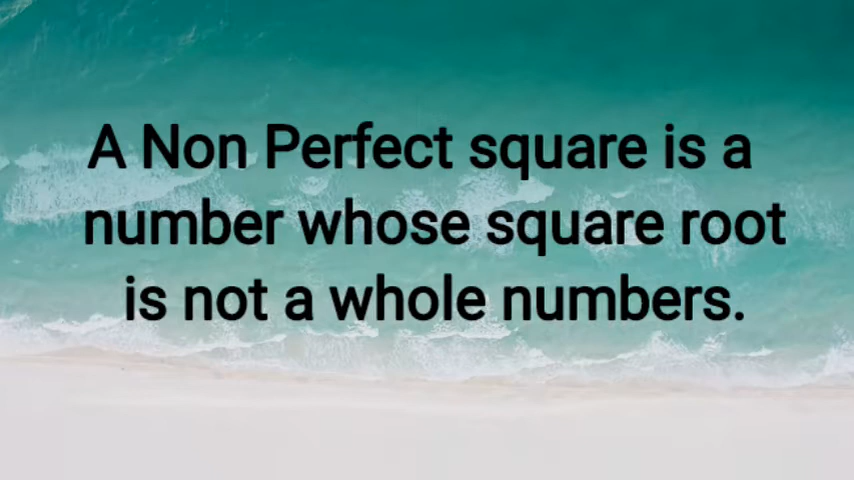 A Non Perfect square is a
number whose square root
is not a whole numbers.